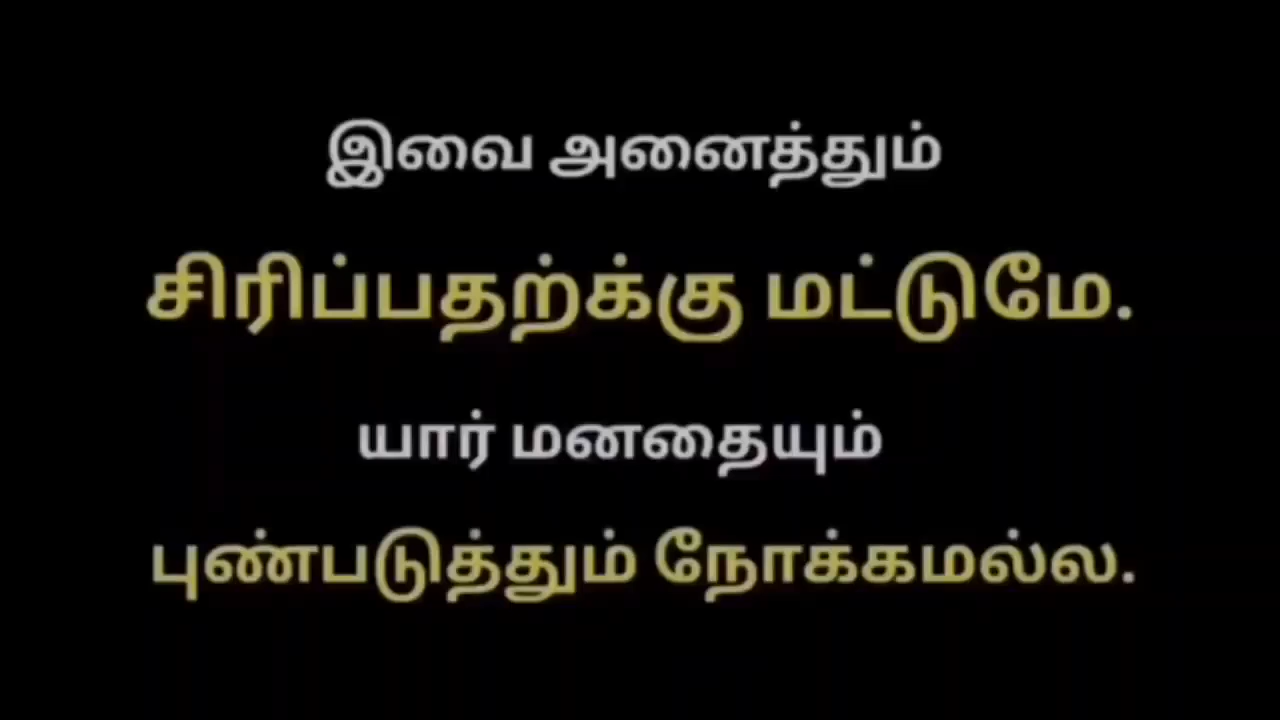 இவை அனைத்தும்
சிரிப்பதற்க்கு மட்டுமே.
யார் மனதையும்
புண்படுத்தும் நோக்கமல்ல.